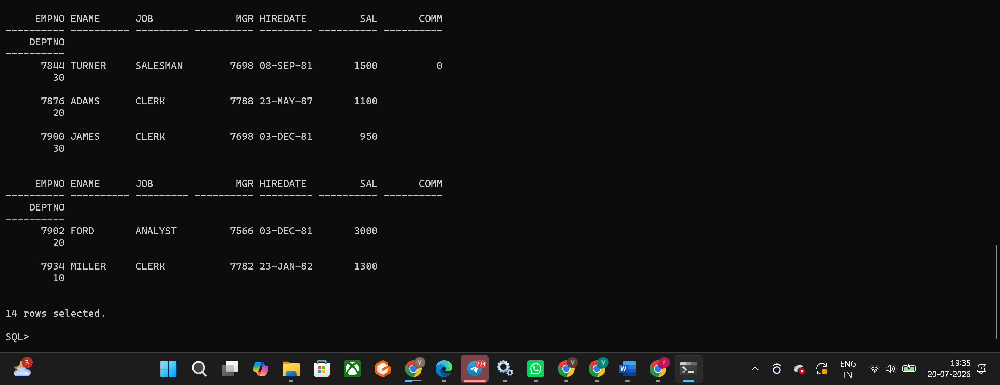 EMPNO ENAME      JOB              MGR HIREDATE         SAL       COMM
---------- ---------- --------- ---------- --------- ---------- ----------
    DEPTNO
----------
      7844 TURNER     SALESMAN        7698 08-SEP-81       1500          0
        30

      7876 ADAMS      CLERK           7788 23-MAY-87       1100
        20

      7900 JAMES      CLERK           7698 03-DEC-81        950
        30


     EMPNO ENAME      JOB              MGR HIREDATE         SAL       COMM
---------- ---------- --------- ---------- --------- ---------- ----------
    DEPTNO
----------
      7902 FORD       ANALYST         7566 03-DEC-81       3000
        20

      7934 MILLER     CLERK           7782 23-JAN-82       1300
        10


14 rows selected.

SQL>
3
V
274
V
V
W
r
ENG
IN
19:35
20-07-2026